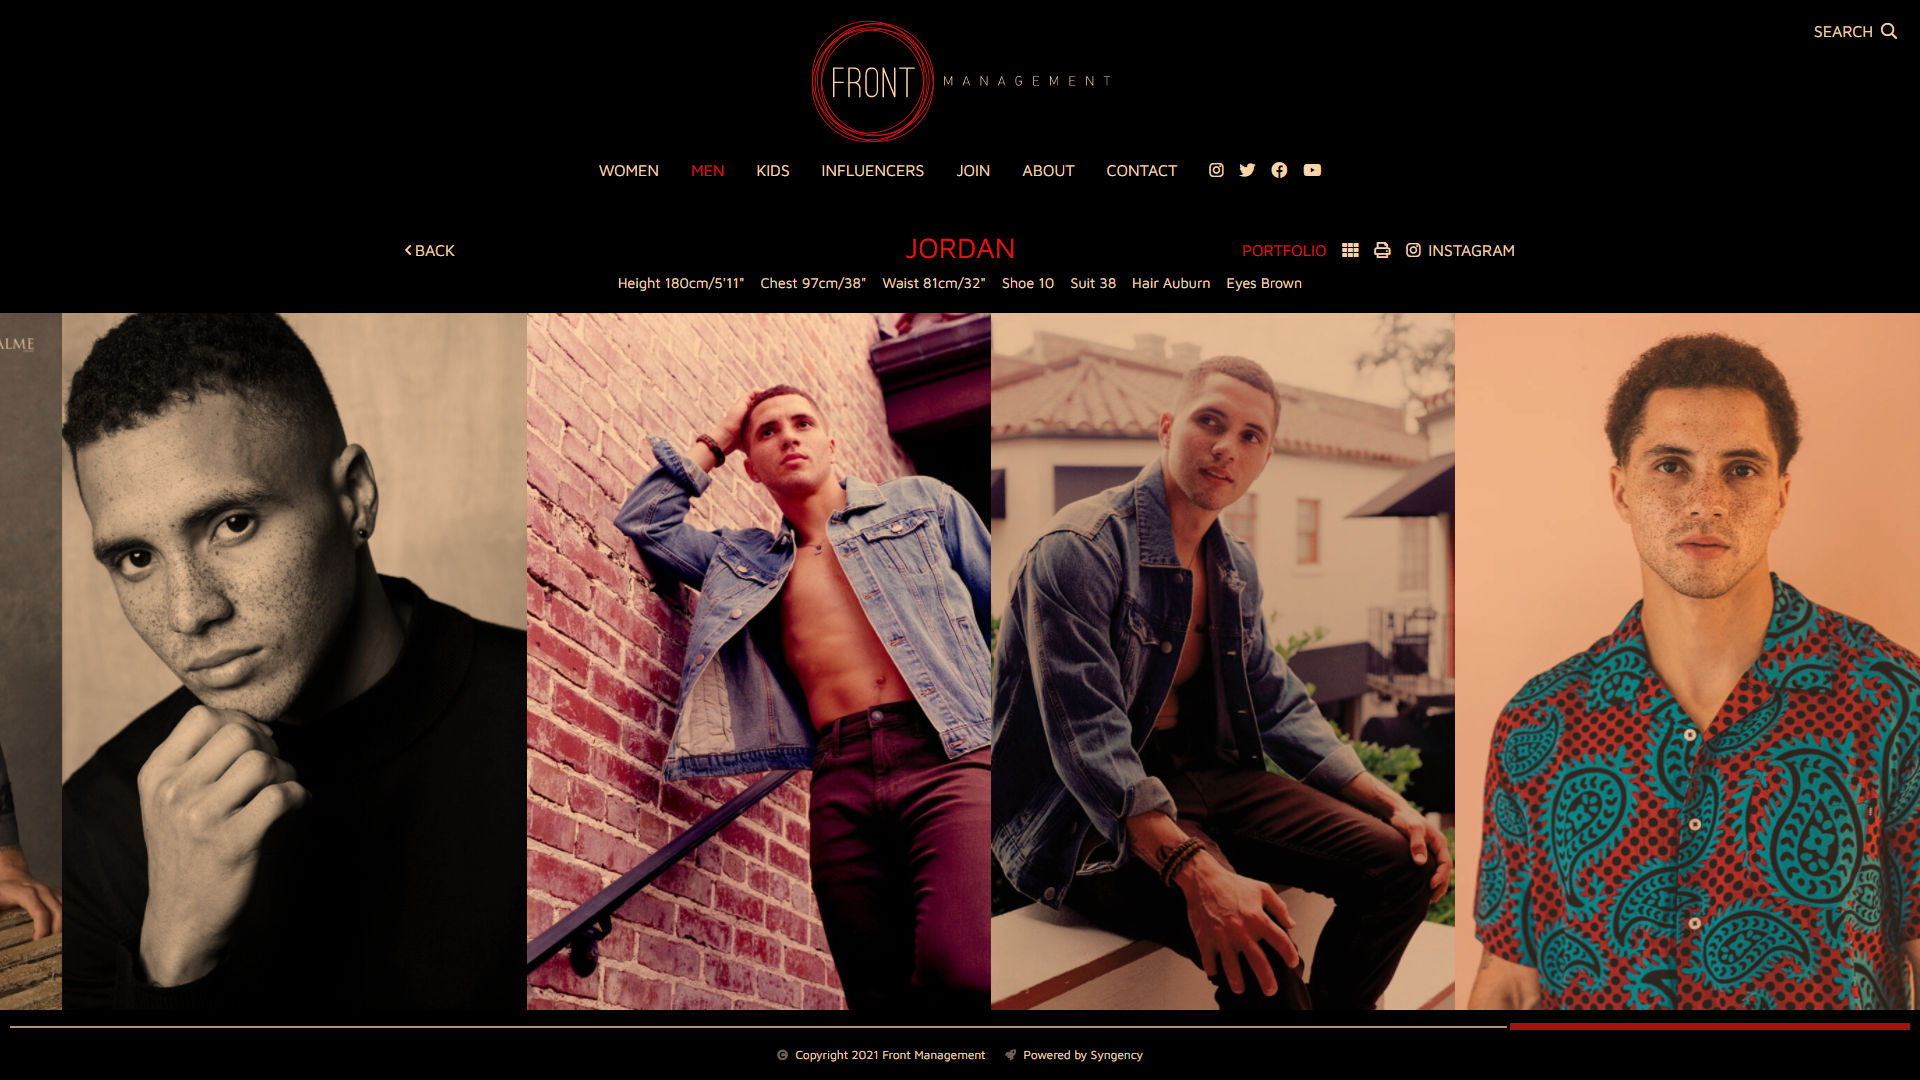 SEARCH
FRONT MANAGEMENT
WOMEN MEN KIDS INFLUENCERS JOIN ABOUT CONTACT
BACK
JORDAN
PORTFOLIO INSTAGRAM
Height 180cm/5'11" Chest 97cm/38" Waist 81cm/32" Shoe 10 Suit 38 Hair Auburn Eyes Brown
ALME
Copyright 2021 Front Management Powered by Syngency